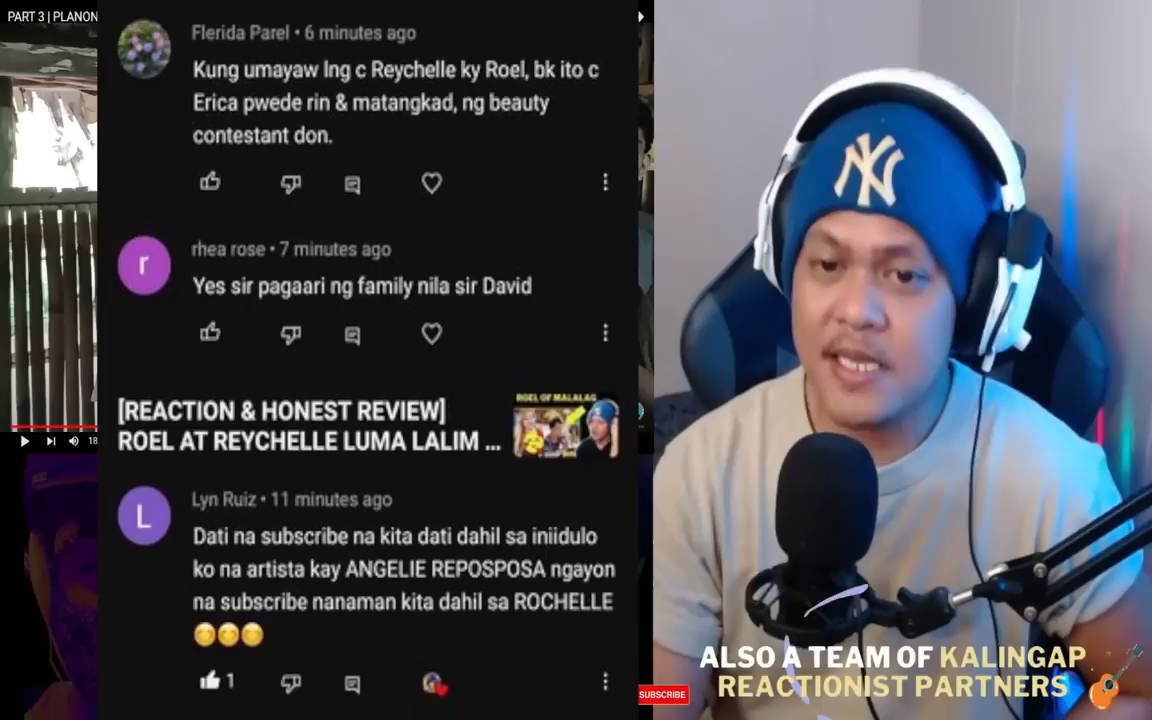 PART 3 | PLANON
Flerida Parel • 6 minutes ago
Kung umayaw lng c Reychelle ky Roel, bk ito c
Erica pwede rin & matangkad, ng beauty
contestant don.
r
rhea rose • 7 minutes ago
Yes sir pagaari ng family nila sir David
[REACTION & HONEST REVIEW]
ROEL AT REYCHELLE LUMA LALIM ...
ROEL OF MALALAG
L
Lyn Ruiz • 11 minutes ago
Dati na subscribe na kita dati dahil sa iniidulo
ko na artista kay ANGELIE REPOSPOSA ngayon
na subscribe nanaman kita dahil sa ROCHELLE
😊😊😊
1
18
NY
SUBSCRIBE
ALSO A TEAM OF KALINGAP
REACTIONIST PARTNERS